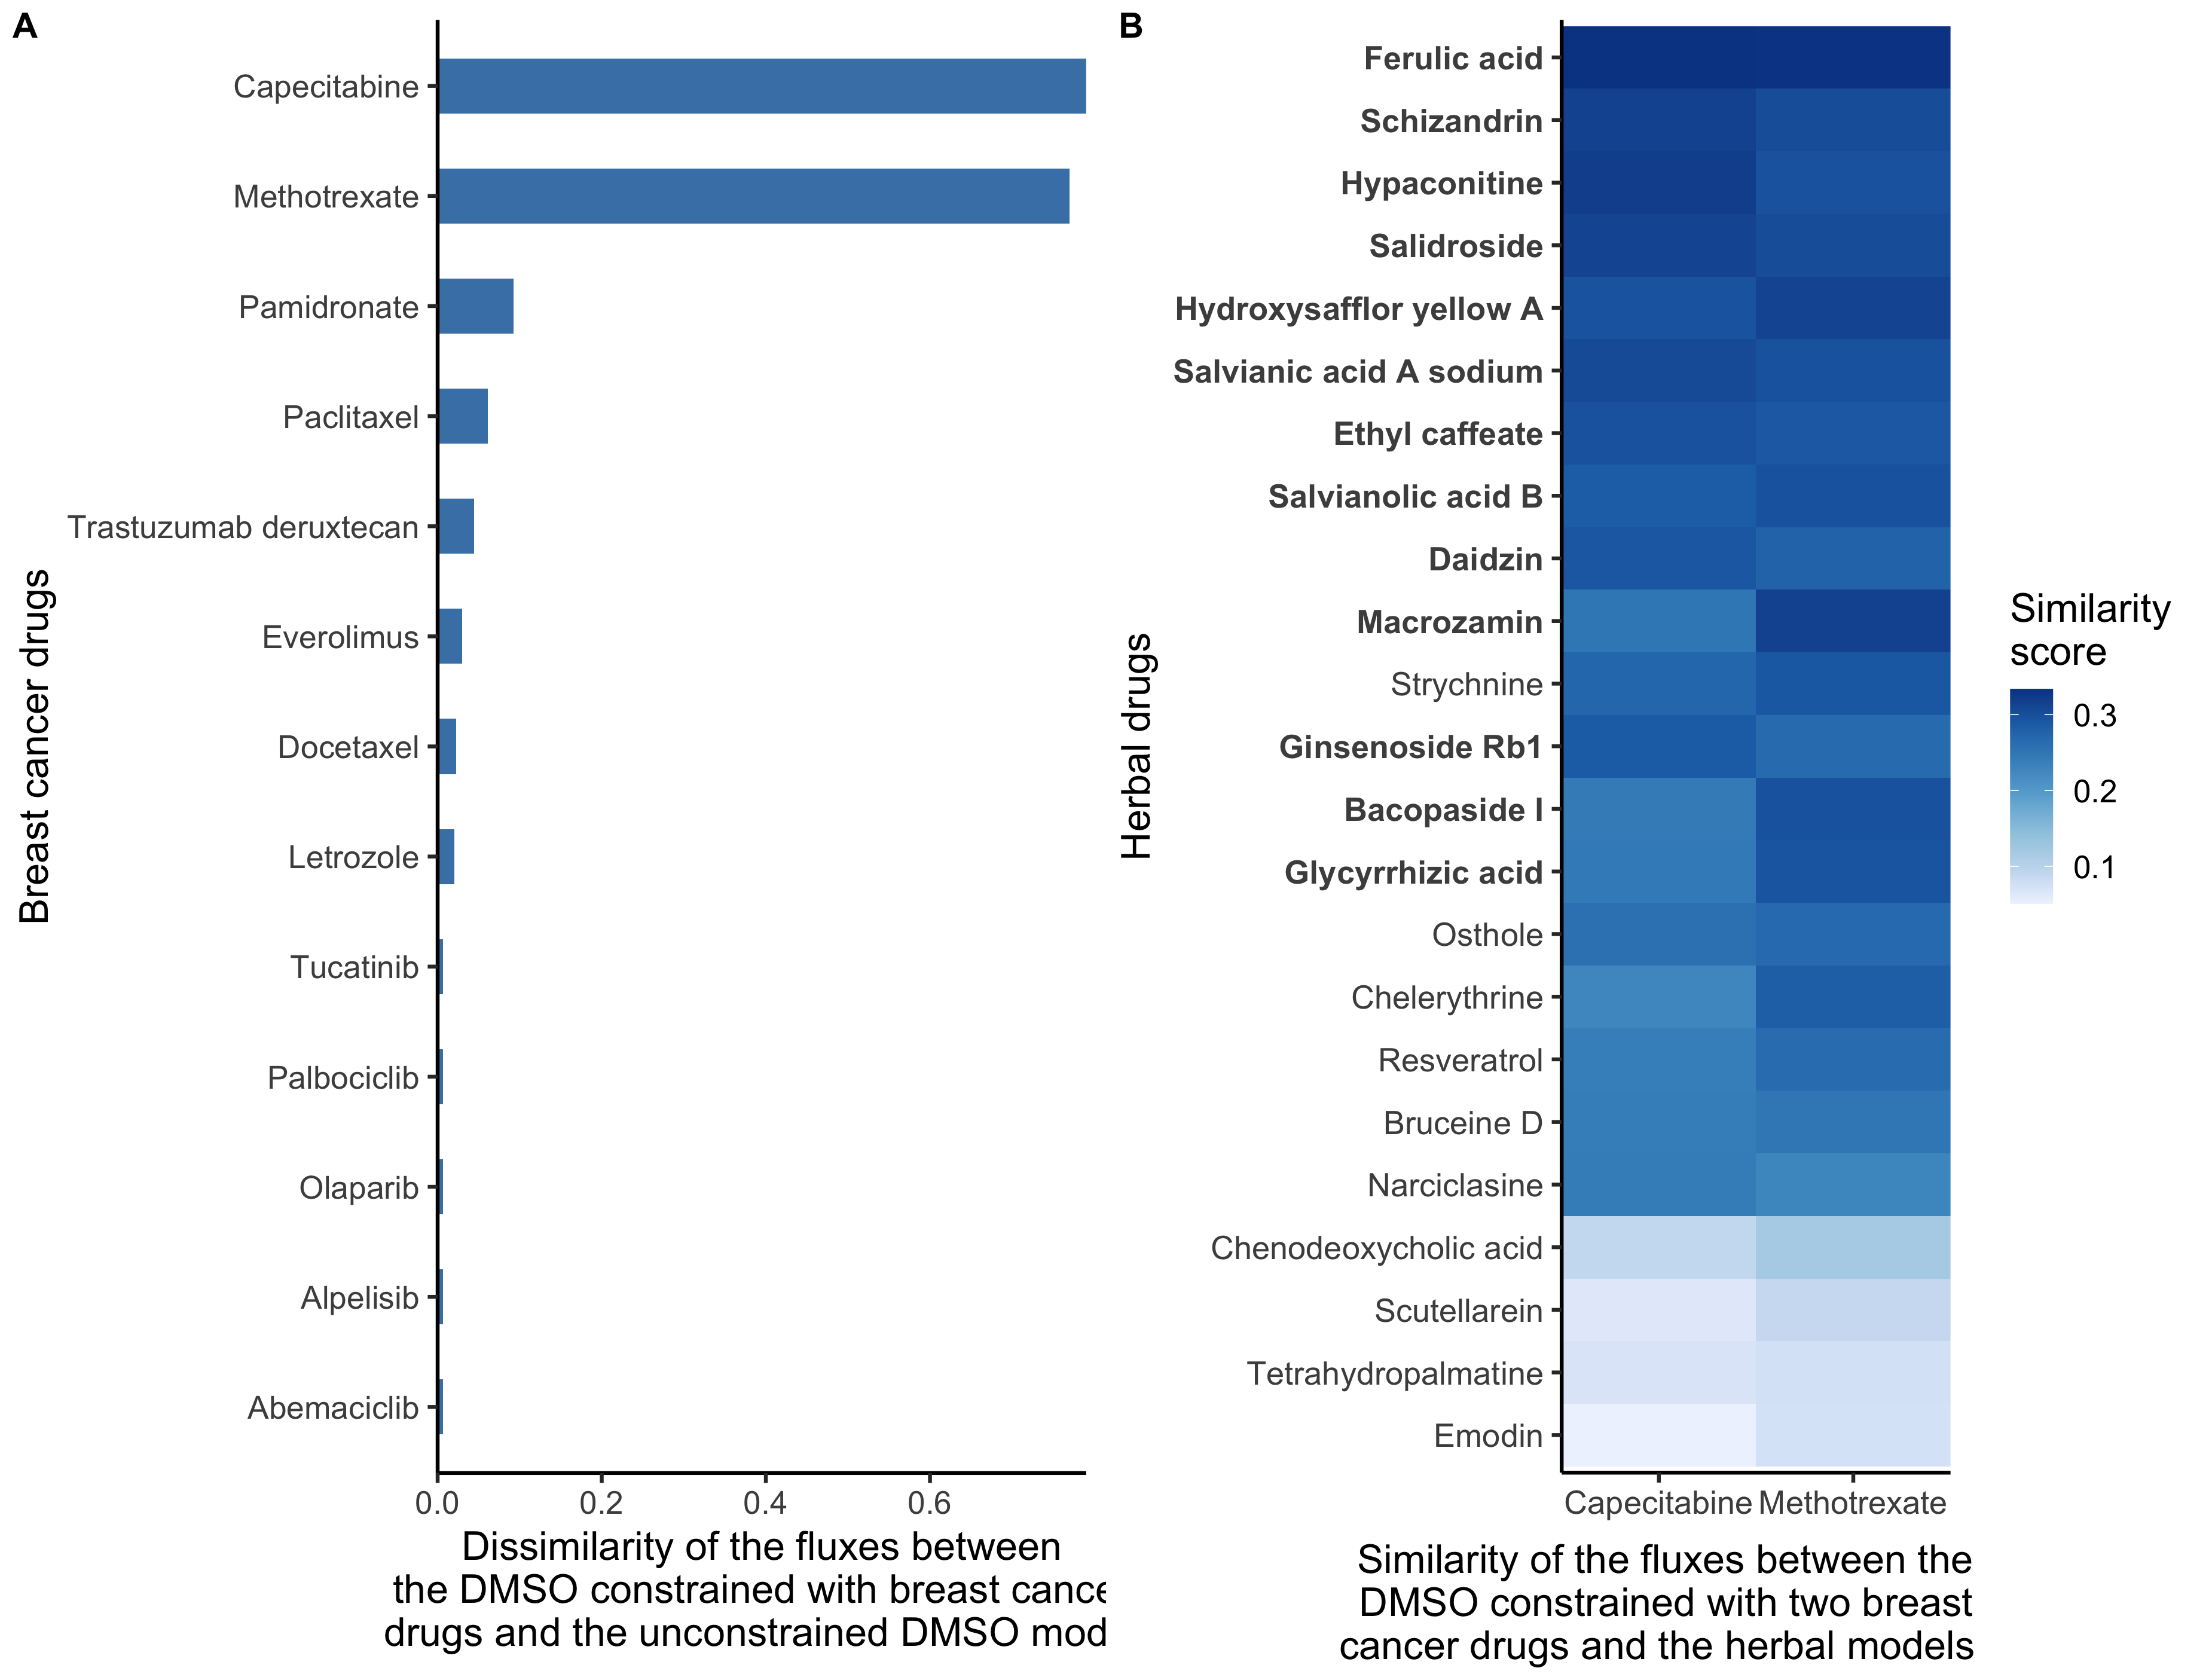 A
Breast cancer drugs
Capecitabine
Methotrexate
Pamidronate
Paclitaxel
Trastuzumab deruxtecan
Everolimus
Docetaxel
Letrozole
Tucatinib
Palbociclib
Olaparib
Alpelisib
Abemaciclib
0.0 0.2 0.4 0.6
Dissimilarity of the fluxes between
the DMSO constrained with breast cance
drugs and the unconstrained DMSO mod
B
Herbal drugs
Ferulic acid
Schizandrin
Hypaconitine
Salidroside
Hydroxysafflor yellow A
Salvianic acid A sodium
Ethyl caffeate
Salvianolic acid B
Daidzin
Macrozamin
Strychnine
Ginsenoside Rb1
Bacopaside I
Glycyrrhizic acid
Osthole
Chelerythrine
Resveratrol
Bruceine D
Narciclasine
Chenodeoxycholic acid
Scutellarein
Tetrahydropalmatine
Emodin
Capecitabine Methotrexate
Similarity of the fluxes between the
DMSO constrained with two breast
cancer drugs and the herbal models
Similarity
score
0.3
0.2
0.1